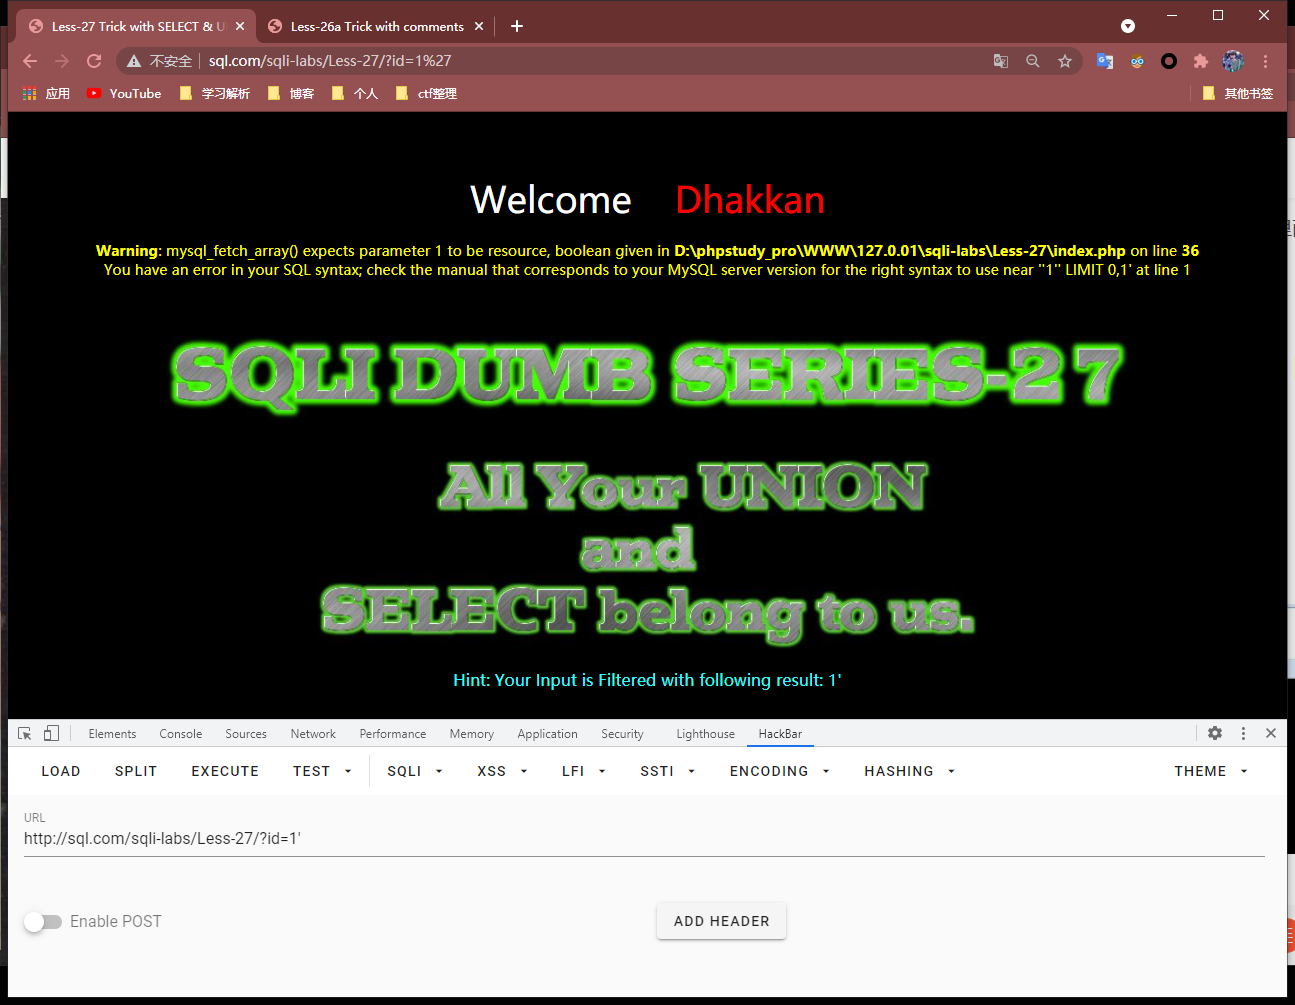 Less-27 Trick with SELECT & U
Less-26a Trick with comments
不安全 sql.com/sqli-labs/Less-27/?id=1%27
应用 YouTube 学习解析 博客 个人 ctf整理 其他书签
Welcome Dhakkan
Warning: mysql_fetch_array() expects parameter 1 to be resource, boolean given in D:\phpstudy_pro\WWW\127.0.01\sqli-labs\Less-27\index.php on line 36
You have an error in your SQL syntax; check the manual that corresponds to your MySQL server version for the right syntax to use near ''1'' LIMIT 0,1' at line 1
SQLI DUMB SERIES-27
All Your UNION
and
SELECT belong to us.
Hint: Your Input is Filtered with following result: 1'
Elements Console Sources Network Performance Memory Application Security Lighthouse HackBar
LOAD SPLIT EXECUTE TEST SQLI XSS LFI SSTI ENCODING HASHING THEME
URL
http://sql.com/sqli-labs/Less-27/?id=1'
Enable POST ADD HEADER